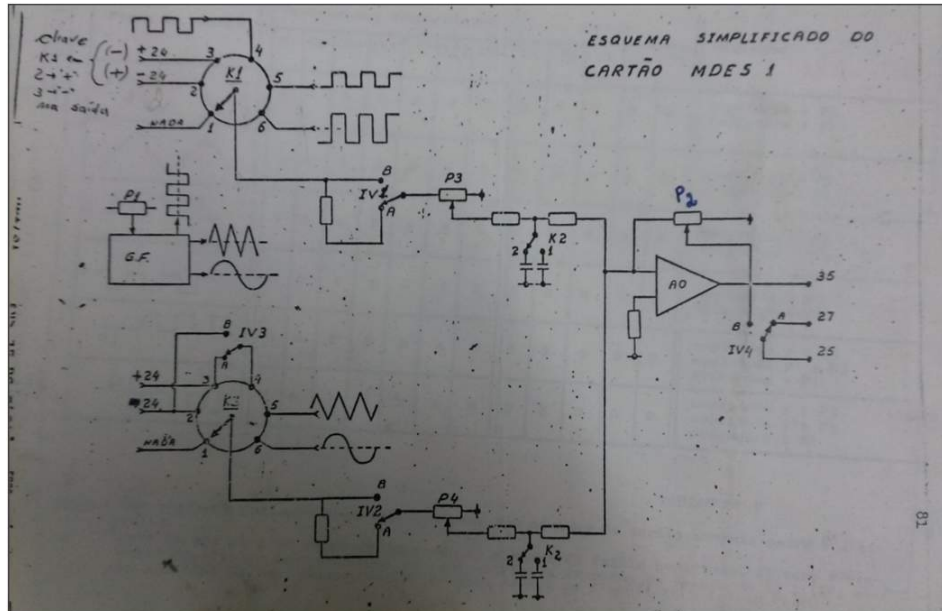 ESQUEMA SIMPLIFICADO DO
CARTÃO MDES 1
chave
K1 em (-) +24
2→"+" (+) -24
3→"-"
na saída
NADA
1
2
3
4
5
6
K1
B
IV1
A
P3
K2
2
1
P1
G.F.
P2
AO
35
B
A
27
IV4
25
B
IV3
A
+24
24
NADA
1
2
3
4
5
6
B
IV2
A
P4
K2
2
1
81